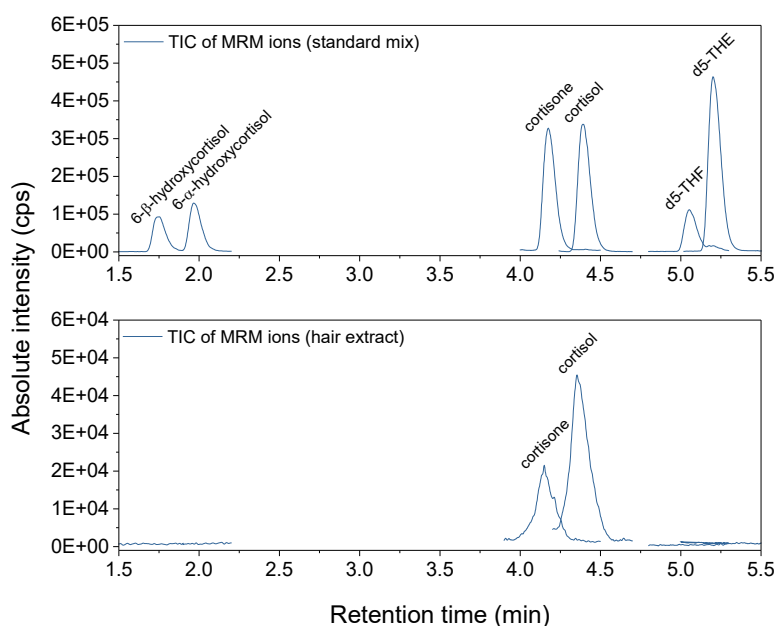 Absolute intensity (cps)
6E+05
5E+05
4E+05
3E+05
2E+05
1E+05
0E+00
TIC of MRM ions (standard mix)
6-β-hydroxycortisol
6-α-hydroxycortisol
cortisone
cortisol
d5-THF
d5-THE
1.5 2.0 2.5 3.0 3.5 4.0 4.5 5.0 5.5
6E+04
5E+04
4E+04
3E+04
2E+04
1E+04
0E+00
TIC of MRM ions (hair extract)
cortisone
cortisol
1.5 2.0 2.5 3.0 3.5 4.0 4.5 5.0 5.5
Retention time (min)